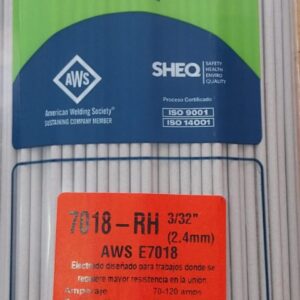 AWS
American Welding Society®
SUSTAINING COMPANY MEMBER
SHEQ
SAFETY
HEALTH
ENVIRO
QUALITY
Proceso Certificado
ISO 9001
ISO 14001
7018-RH 3/32"
(2.4mm)
AWS E7018
Electrodo diseñado para trabajos donde se
requiere mayor resistencia en la union
Amperaje 70-120 amps